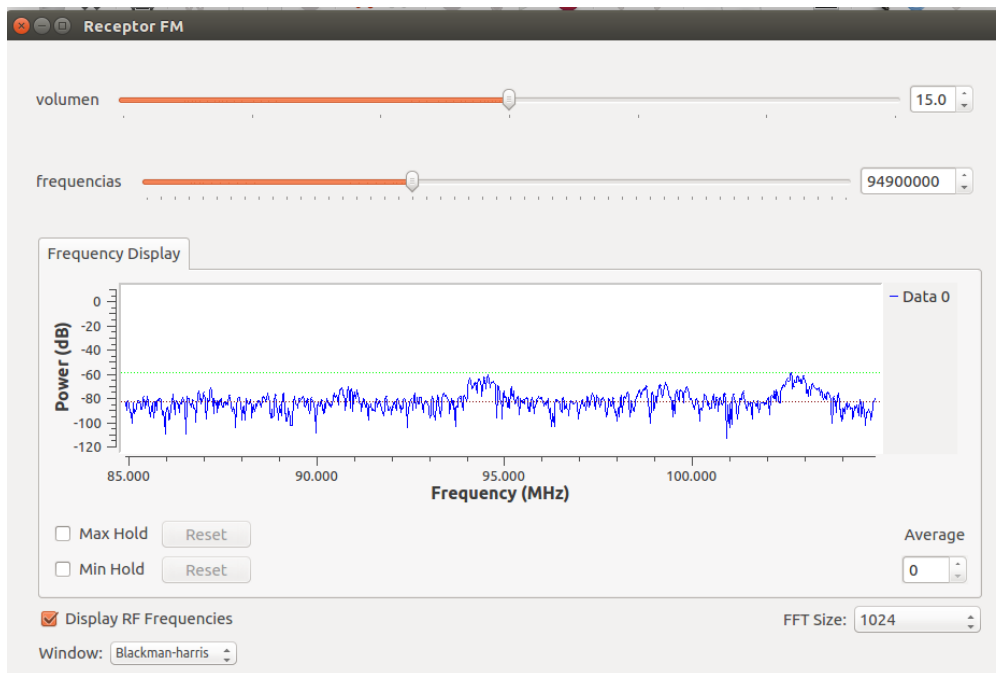 Receptor FM
volumen 15.0
frequencias 94900000
Frequency Display
0
-20
-40
-60
-80
-100
-120
Power (dB)
Data 0
85.000 90.000 95.000 100.000
Frequency (MHz)
Max Hold Reset Average
Min Hold Reset 0
Display RF Frequencies FFT Size: 1024
Window: Blackman-harris